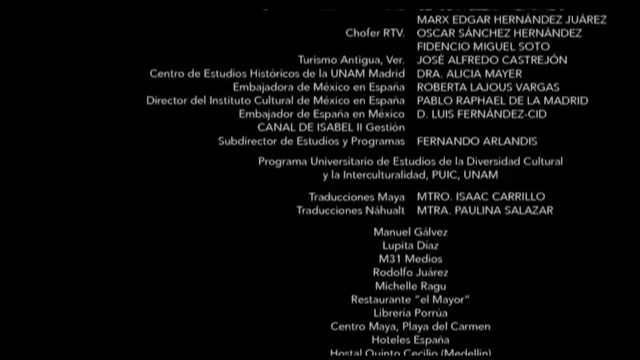 MARX EDGAR HERNÁNDEZ JUÁREZ
Chofer RTV. OSCAR SÁNCHEZ HERNÁNDEZ
FIDENCIO MIGUEL SOTO
Turismo Antigua, Ver. JOSÉ ALFREDO CASTREJÓN
Centro de Estudios Históricos de la UNAM Madrid DRA. ALICIA MAYER
Embajadora de México en España ROBERTA LAJOUS VARGAS
Director del Instituto Cultural de México en España PABLO RAPHAEL DE LA MADRID
Embajador de España en México D. LUIS FERNÁNDEZ-CID
CANAL DE ISABEL II Gestión
Subdirector de Estudios y Programas FERNANDO ARLANDIS
Programa Universitario de Estudios de la Diversidad Cultural
y la Interculturalidad, PUIC, UNAM
Traducciones Maya MTRO. ISAAC CARRILLO
Traducciones Náhualt MTRA. PAULINA SALAZAR
Manuel Gálvez
Lupita Díaz
M31 Medios
Rodolfo Juárez
Michelle Ragu
Restaurante "el Mayor"
Librería Porrúa
Centro Maya, Playa del Carmen
Hoteles España
Hostal Quinto Cecilio (Medellín)